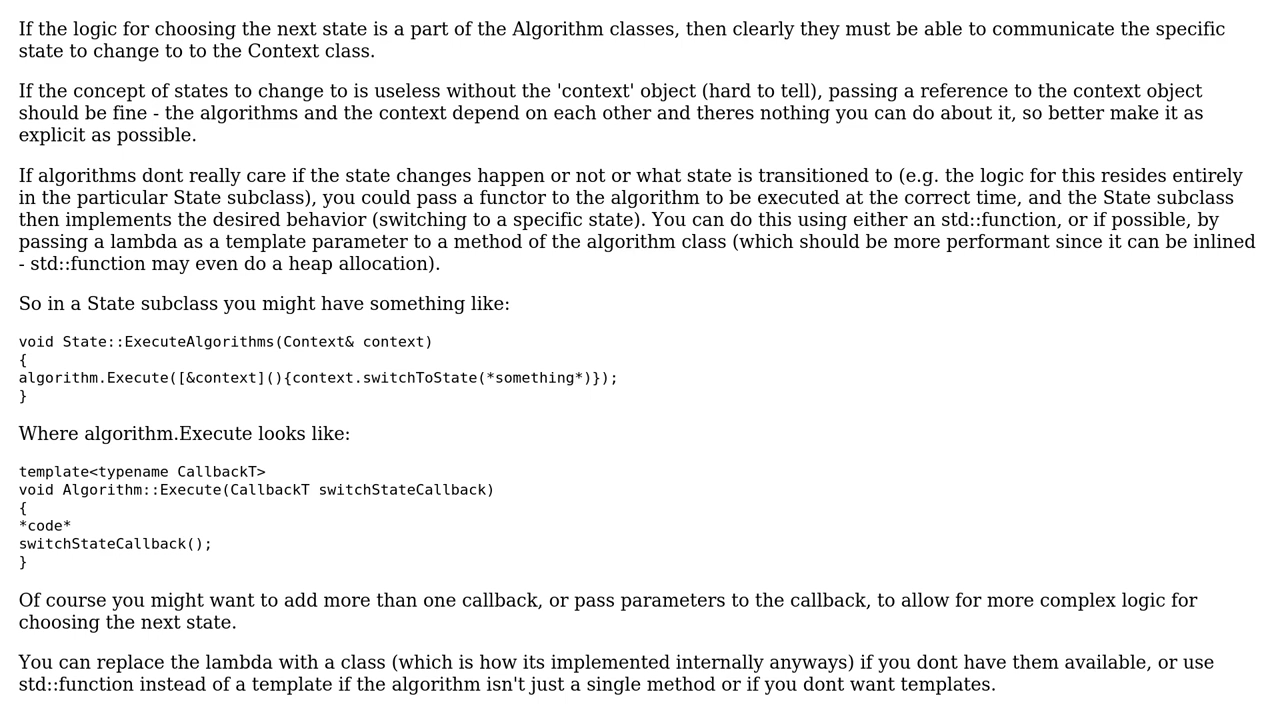 If the logic for choosing the next state is a part of the Algorithm classes, then clearly they must be able to communicate the specific
state to change to to the Context class.
If the concept of states to change to is useless without the 'context' object (hard to tell), passing a reference to the context object
should be fine - the algorithms and the context depend on each other and theres nothing you can do about it, so better make it as
explicit as possible.
If algorithms dont really care if the state changes happen or not or what state is transitioned to (e.g. the logic for this resides entirely
in the particular State subclass), you could pass a functor to the algorithm to be executed at the correct time, and the State subclass
then implements the desired behavior (switching to a specific state). You can do this using either an std::function, or if possible, by
passing a lambda as a template parameter to a method of the algorithm class (which should be more performant since it can be inlined
- std::function may even do a heap allocation).
So in a State subclass you might have something like:
void State::ExecuteAlgorithms(Context& context)
{
algorithm.Execute([&context](){context.switchToState(*something*)});
}
Where algorithm.Execute looks like:
template<typename CallbackT>
void Algorithm::Execute(CallbackT switchStateCallback)
{
*code*
switchStateCallback();
}
Of course you might want to add more than one callback, or pass parameters to the callback, to allow for more complex logic for
choosing the next state.
You can replace the lambda with a class (which is how its implemented internally anyways) if you dont have them available, or use
std::function instead of a template if the algorithm isn't just a single method or if you dont want templates.